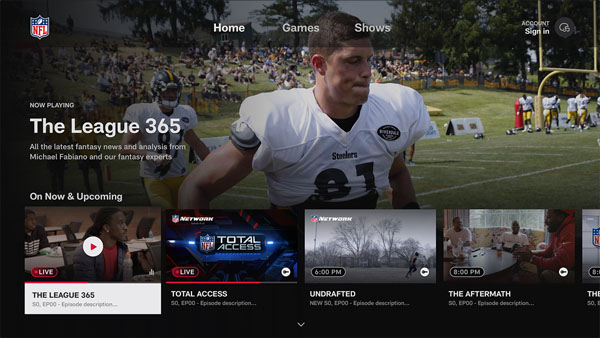 NFL
Home
Games
Shows
ACCOUNT
Sign in
NOW PLAYING
The League 365
All the latest fantasy news and analysis from
Michael Fabiano and our fantasy experts
Steelers
81
RIVERDALE
On Now & Upcoming
LIVE
THE LEAGUE 365
S0, EP00 - Episode description...
NFL NETWORK
NFL
TOTAL
ACCESS
LIVE
TOTAL ACCESS
S0, EP00 - Episode description...
NFL NETWORK
6:00 PM
UNDRAFTED
NEW S0, EP00 - Episode description...
8:00 PM
THE AFTERMATH
S0, EP00 - Episode description...
8:00
THE
S0,